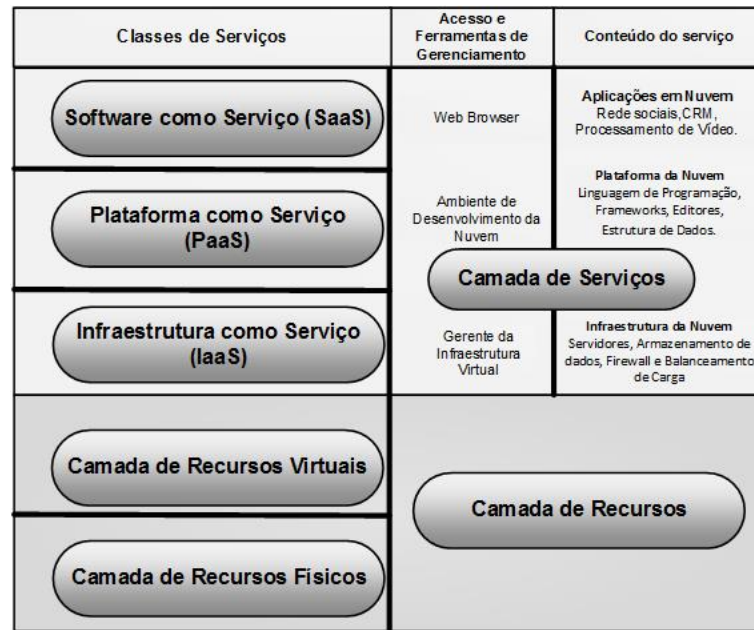 Classes de Serviços
Acesso e
Ferramentas de
Gerenciamento
Conteúdo do serviço
Software como Serviço (SaaS)
Web Browser
Aplicações em Nuvem
Rede sociais,CRM,
Processamento de Vídeo.
Plataforma como Serviço
(PaaS)
Ambiente de
Desenvolvimento da
Nuvem
Plataforma da Nuvem
Linguagem de Programação,
Frameworks, Editores,
Estrutura de Dados.
Camada de Serviços
Infraestrutura como Serviço
(IaaS)
Gerente da
Infraestrutura
Virtual
Infraestrutura da Nuvem
Servidores, Armazenamento de
dados, Firewall e Balanceamento
de Carga
Camada de Recursos Virtuais
Camada de Recursos
Camada de Recursos Físicos